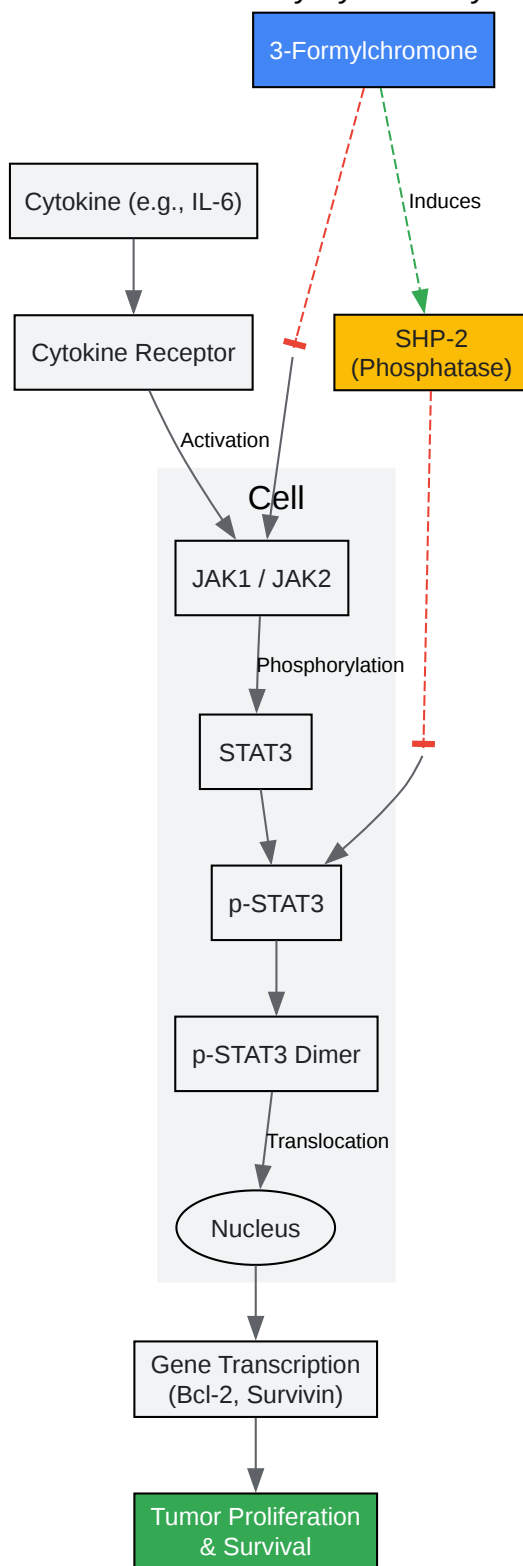 3-Formylchromone
Cytokine (e.g., IL-6)
Induces
Cytokine Receptor
SHP-2
(Phosphatase)
Activation
Cell
JAK1 / JAK2
Phosphorylation
STAT3
p-STAT3
p-STAT3 Dimer
Translocation
Nucleus
Gene Transcription
(Bcl-2, Survivin)
Tumor Proliferation
& Survival